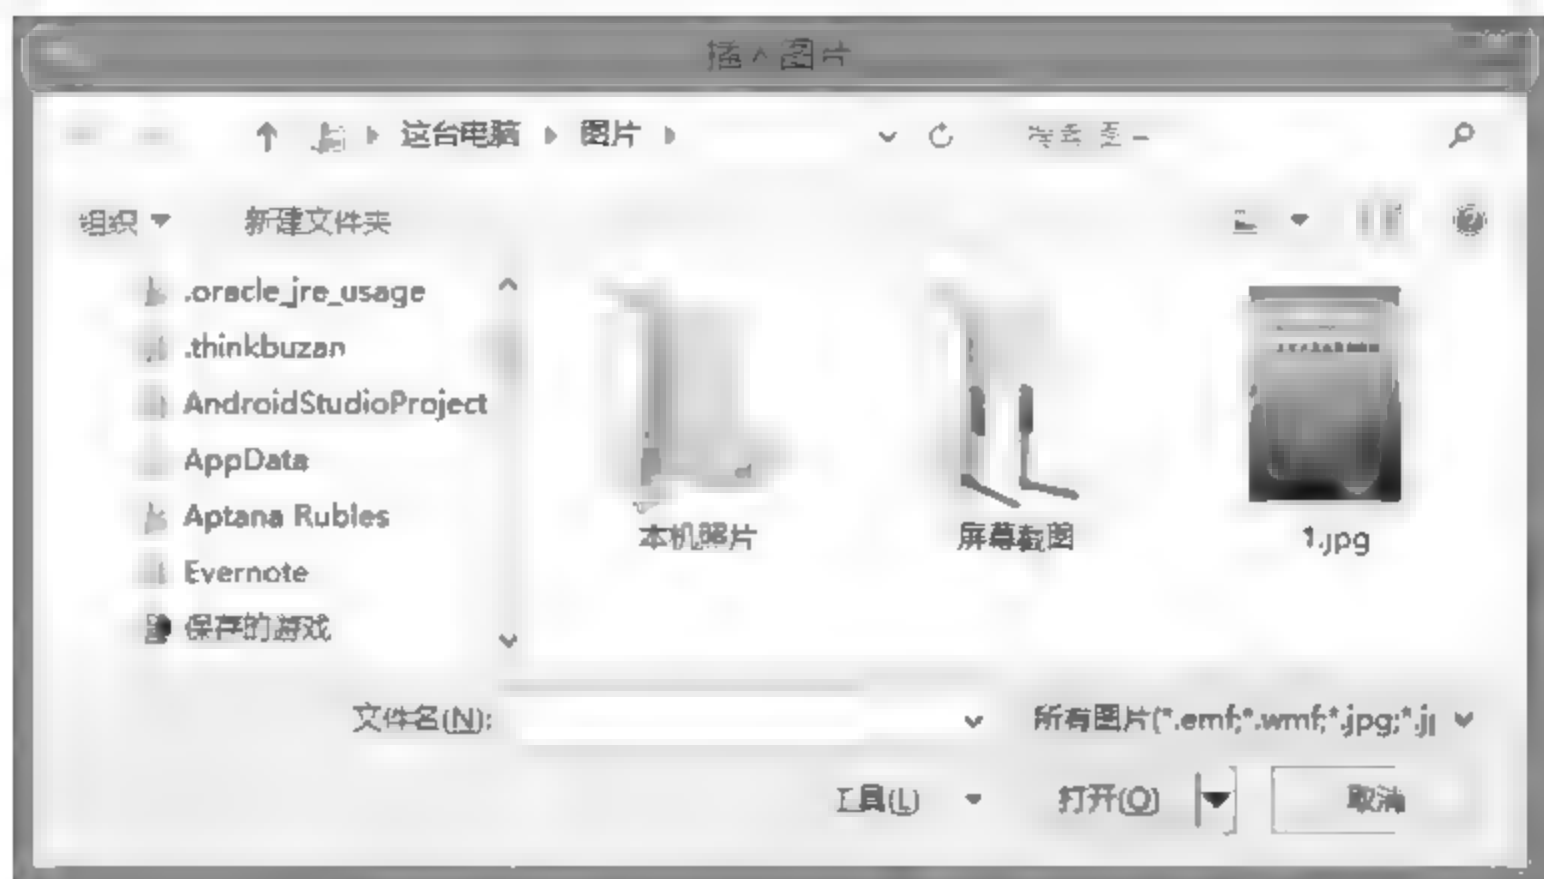 插入图片
这台电脑 图片
组织 新建文件夹
.oracle_jre_usage
.thinkbuzan
AndroidStudioProject
AppData
Aptana Rubles
Evernote
保存的游戏
本机照片 屏幕截图 1.jpg
文件名(N): 所有图片(*.emf;*.wmf;*.jpg;*.j
工具(L) 打开(O) 取消